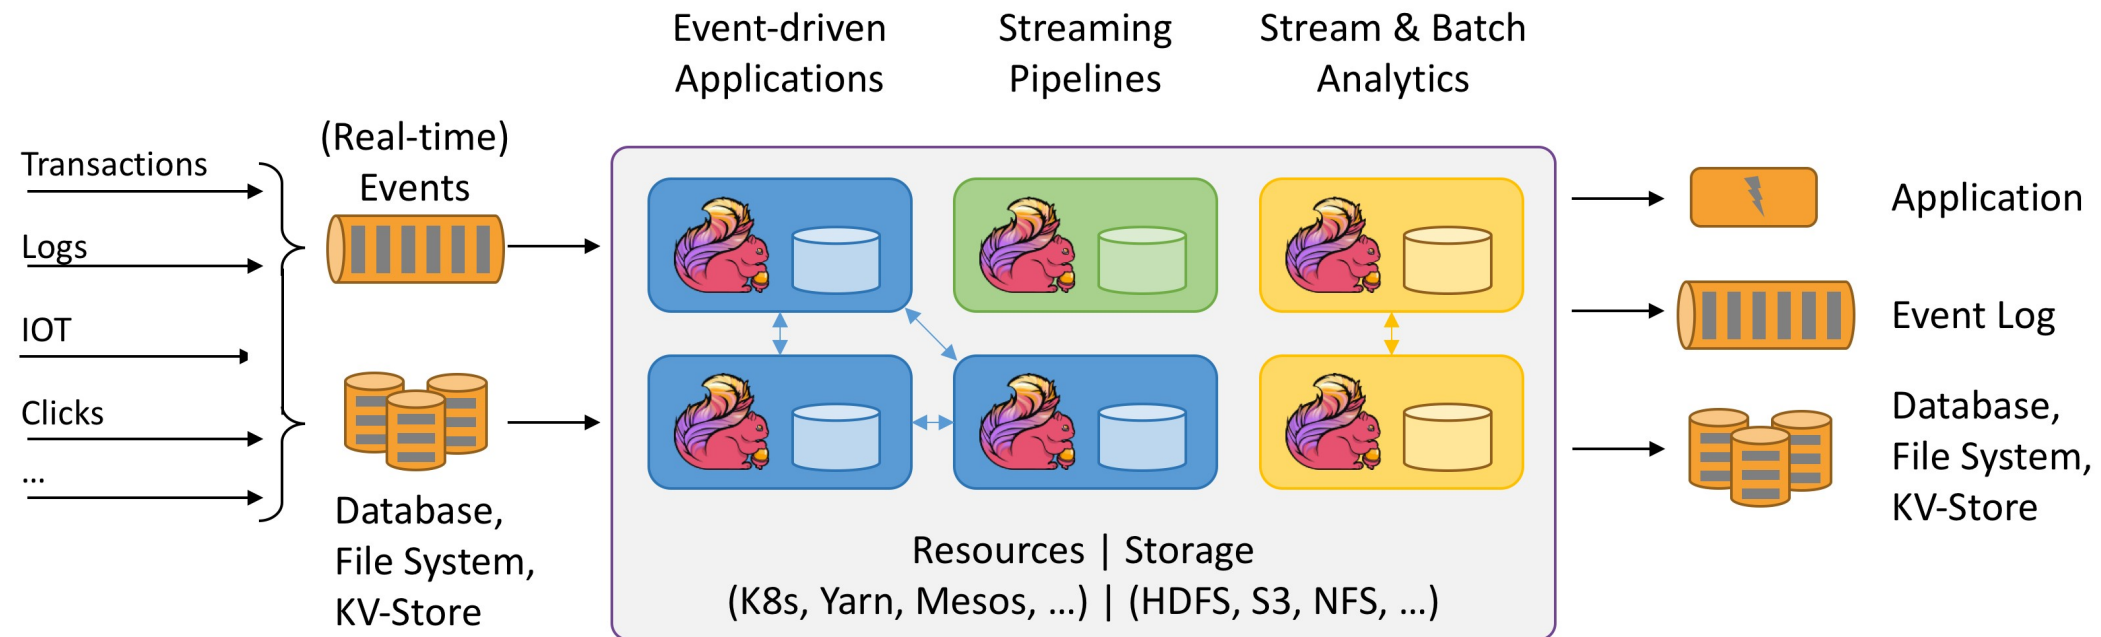 Event-driven
Applications
Streaming
Pipelines
Stream & Batch
Analytics
Transactions
Logs
IOT
Clicks
...
(Real-time)
Events
Database,
File System,
KV-Store
Resources | Storage
(K8s, Yarn, Mesos, ...) | (HDFS, S3, NFS, ...)
Application
Event Log
Database,
File System,
KV-Store